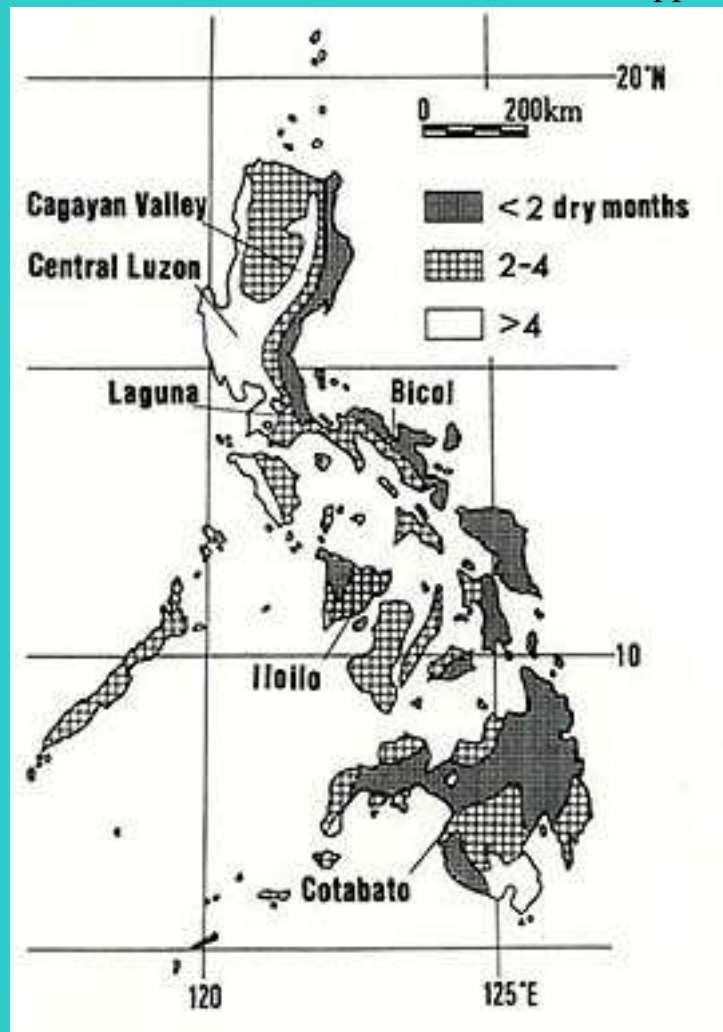 20°N
0 200km
<2 dry months
2-4
>4
Cagayan Valley
Central Luzon
Laguna
Bicol
Iloilo
10
Cotabato
120
125°E